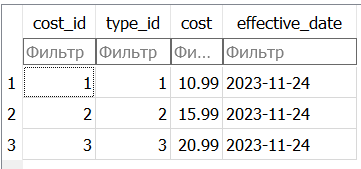 cost_id type_id cost effective_date
Фильтр Фильтр Фи... Фильтр
1 1 1 10.99 2023-11-24
2 2 2 15.99 2023-11-24
3 3 3 20.99 2023-11-24